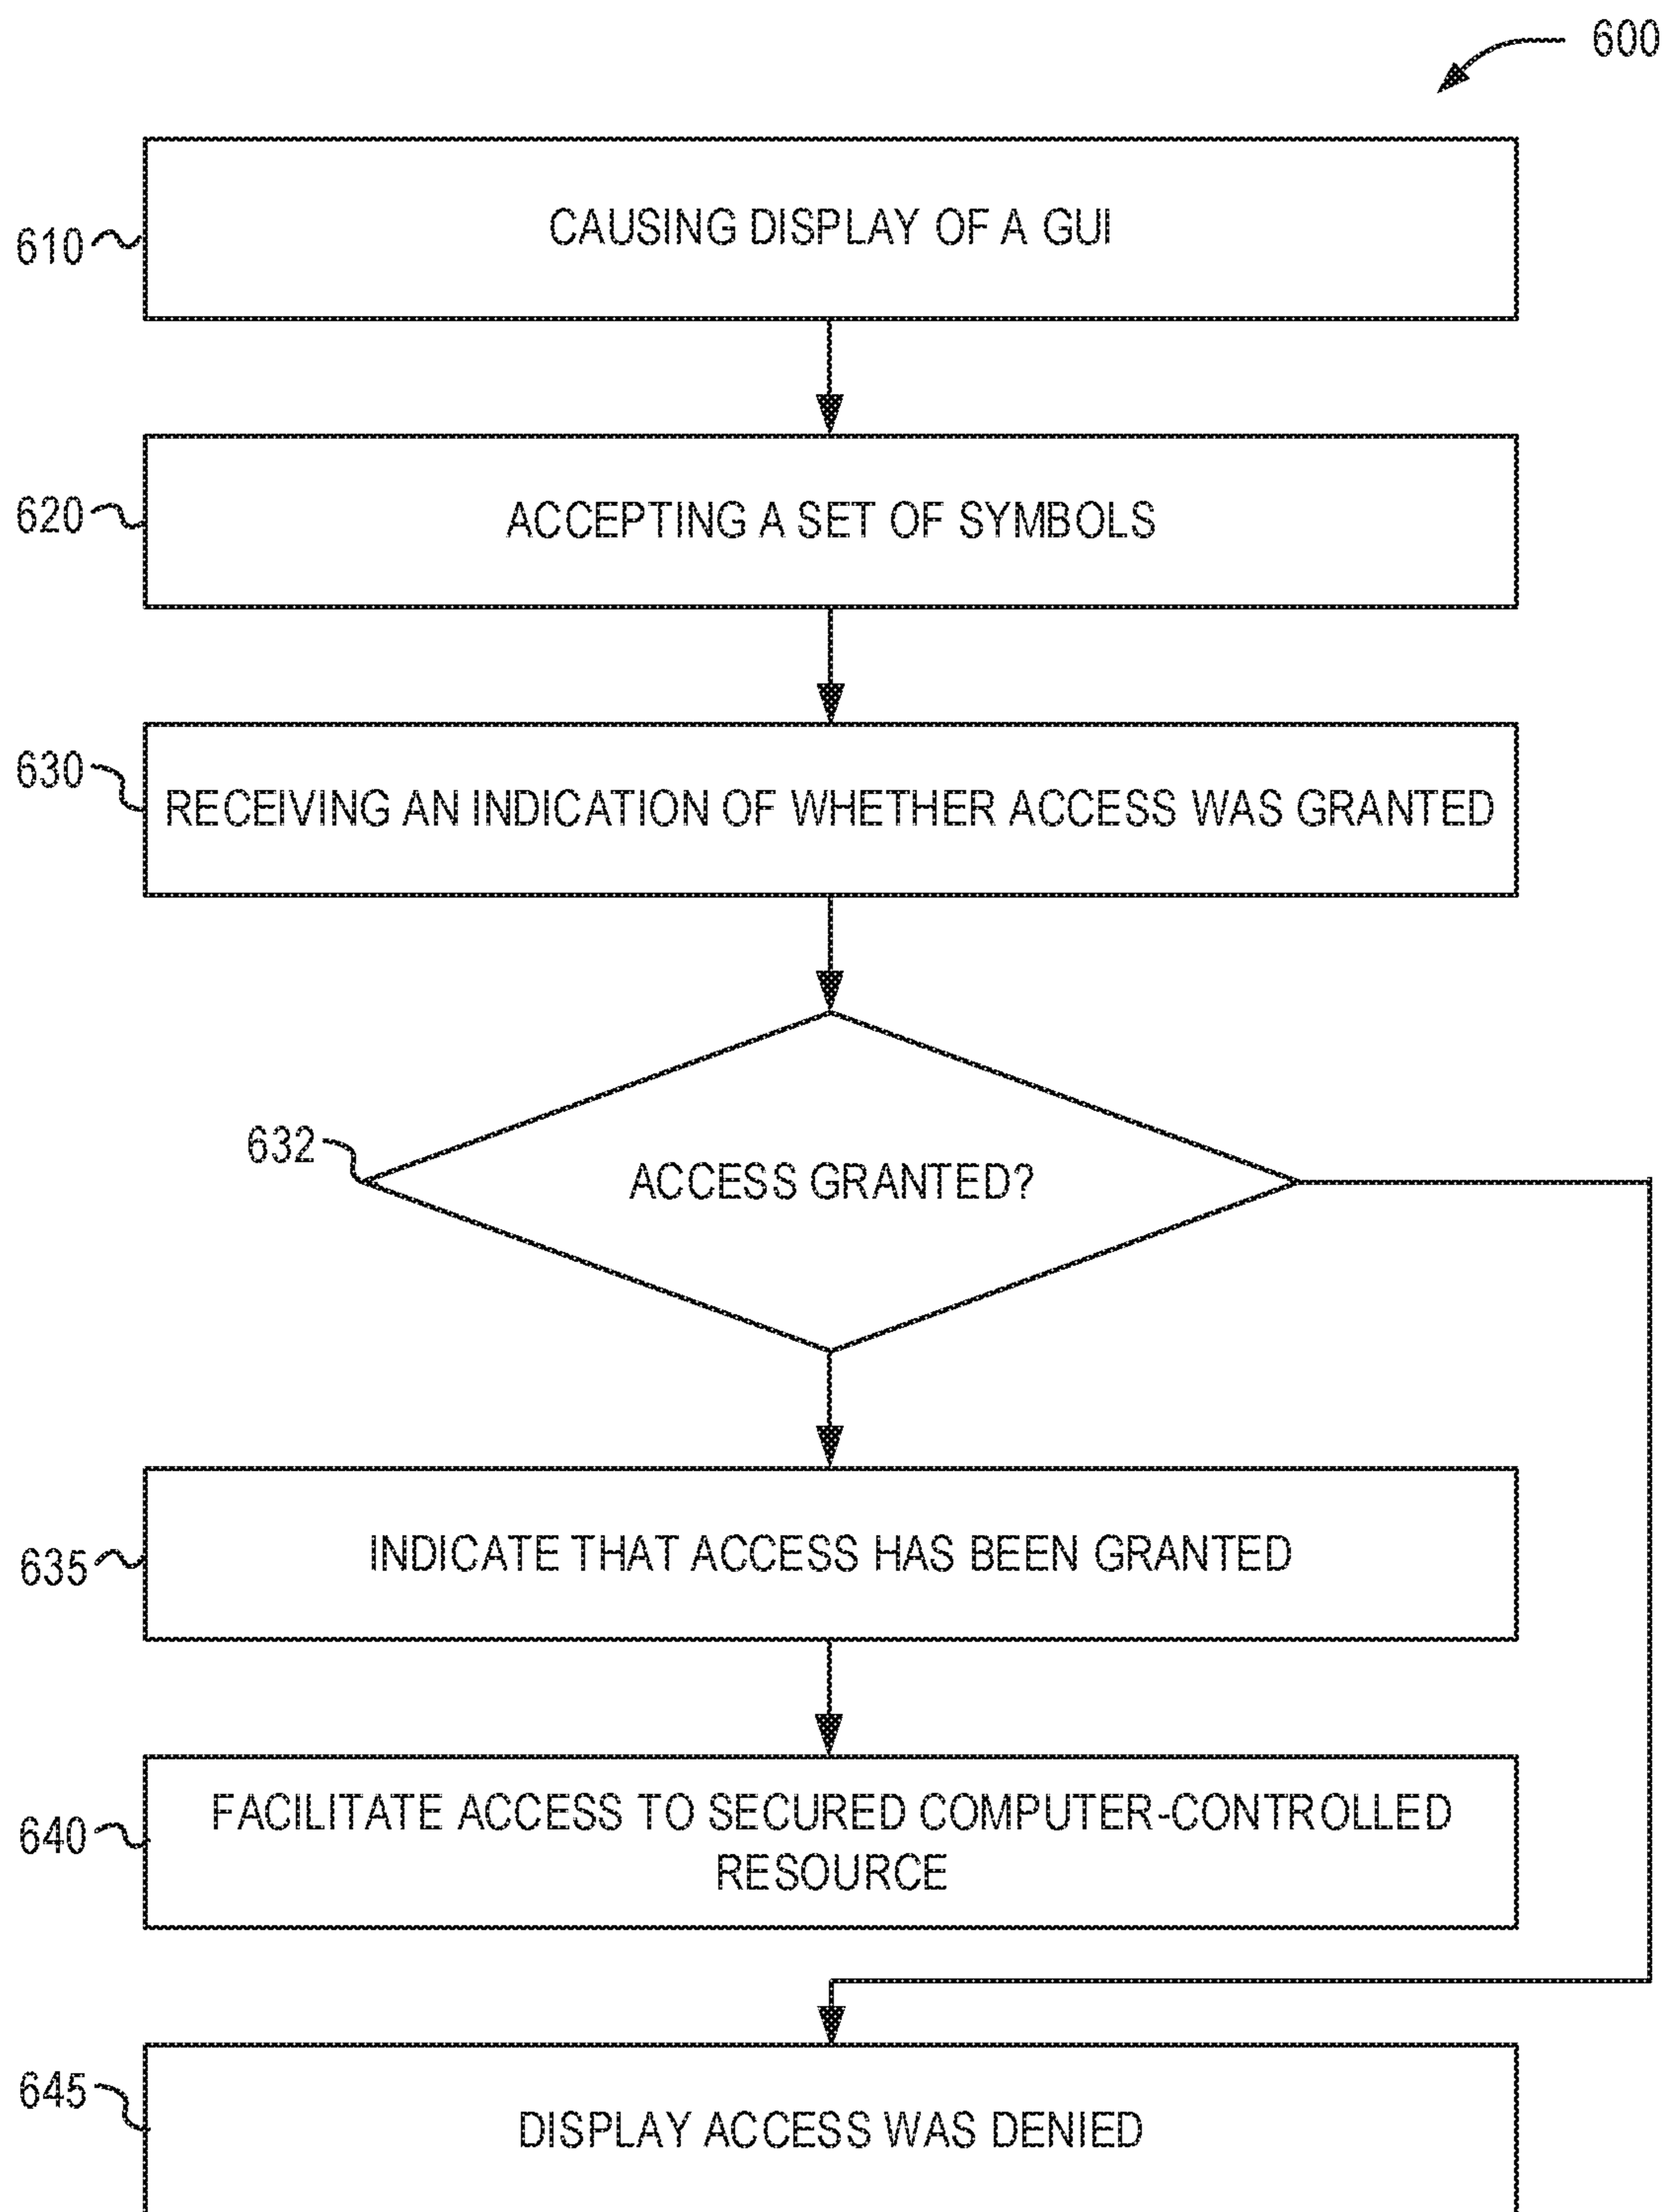 600
610
CAUSING DISPLAY OF A GUI
620
ACCEPTING A SET OF SYMBOLS
630
RECEIVING AN INDICATION OF WHETHER ACCESS WAS GRANTED
632
ACCESS GRANTED?
635
INDICATE THAT ACCESS HAS BEEN GRANTED
640
FACILITATE ACCESS TO SECURED COMPUTER-CONTROLLED
RESOURCE
645
DISPLAY ACCESS WAS DENIED